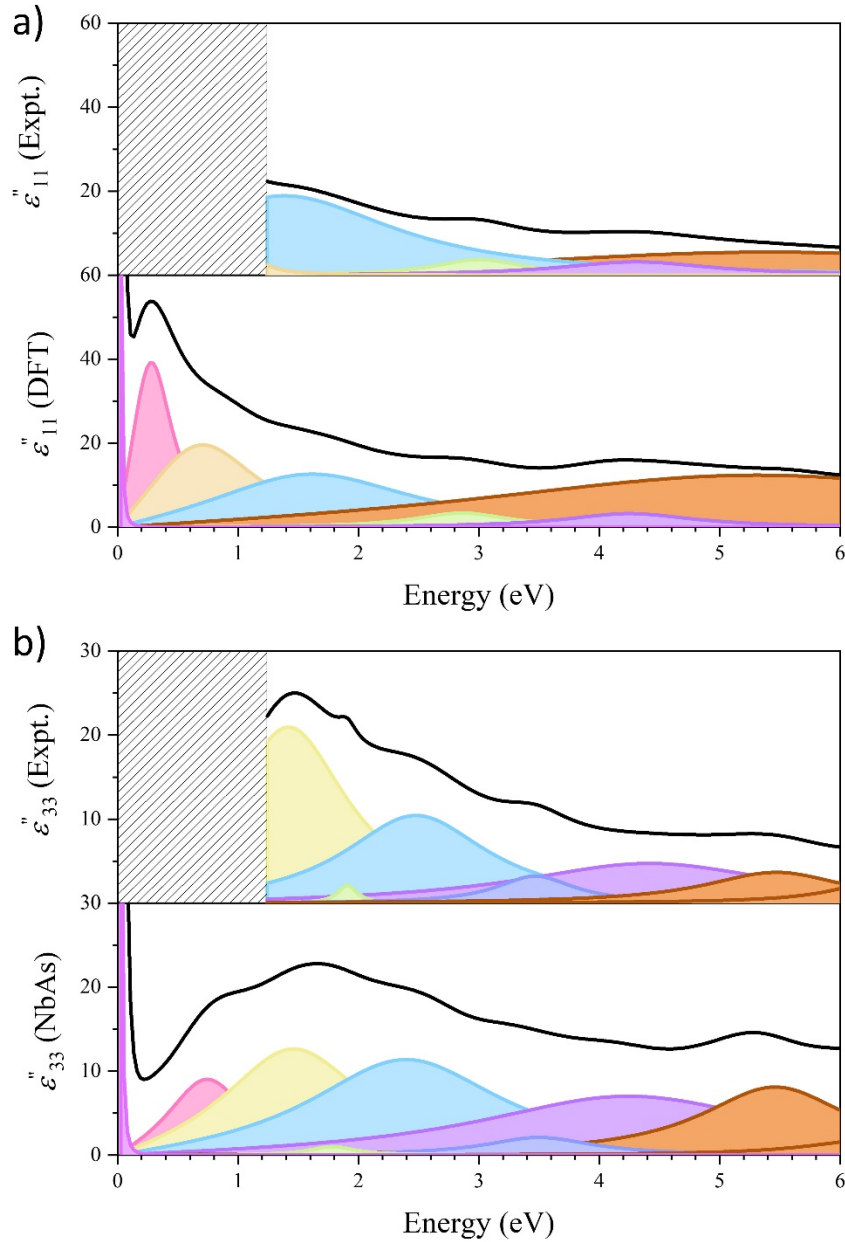 a)
60
40
20
ε″₁₁ (Expt.)
60
40
20
0
ε″₁₁ (DFT)
0 1 2 3 4 5 6
Energy (eV)
b)
30
20
10
ε″₃₃ (Expt.)
30
20
10
0
ε″₃₃ (NbAs)
0 1 2 3 4 5 6
Energy (eV)